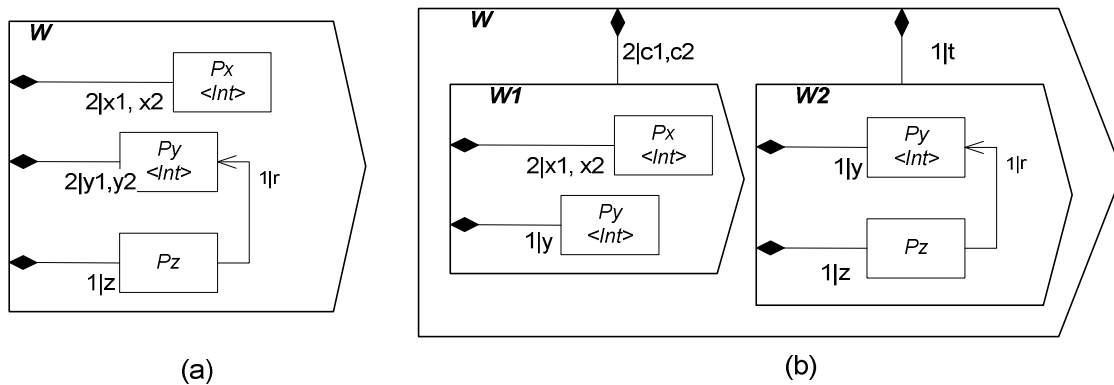 W
Px
<Int>
2|x1, x2
Py
<Int>
2|y1,y2
1|r
Pz
1|z
(a)
W
2|c1,c2
1|t
W1
Px
<Int>
2|x1, x2
Py
<Int>
1|y
W2
Py
<Int>
1|y
1|r
Pz
1|z
(b)